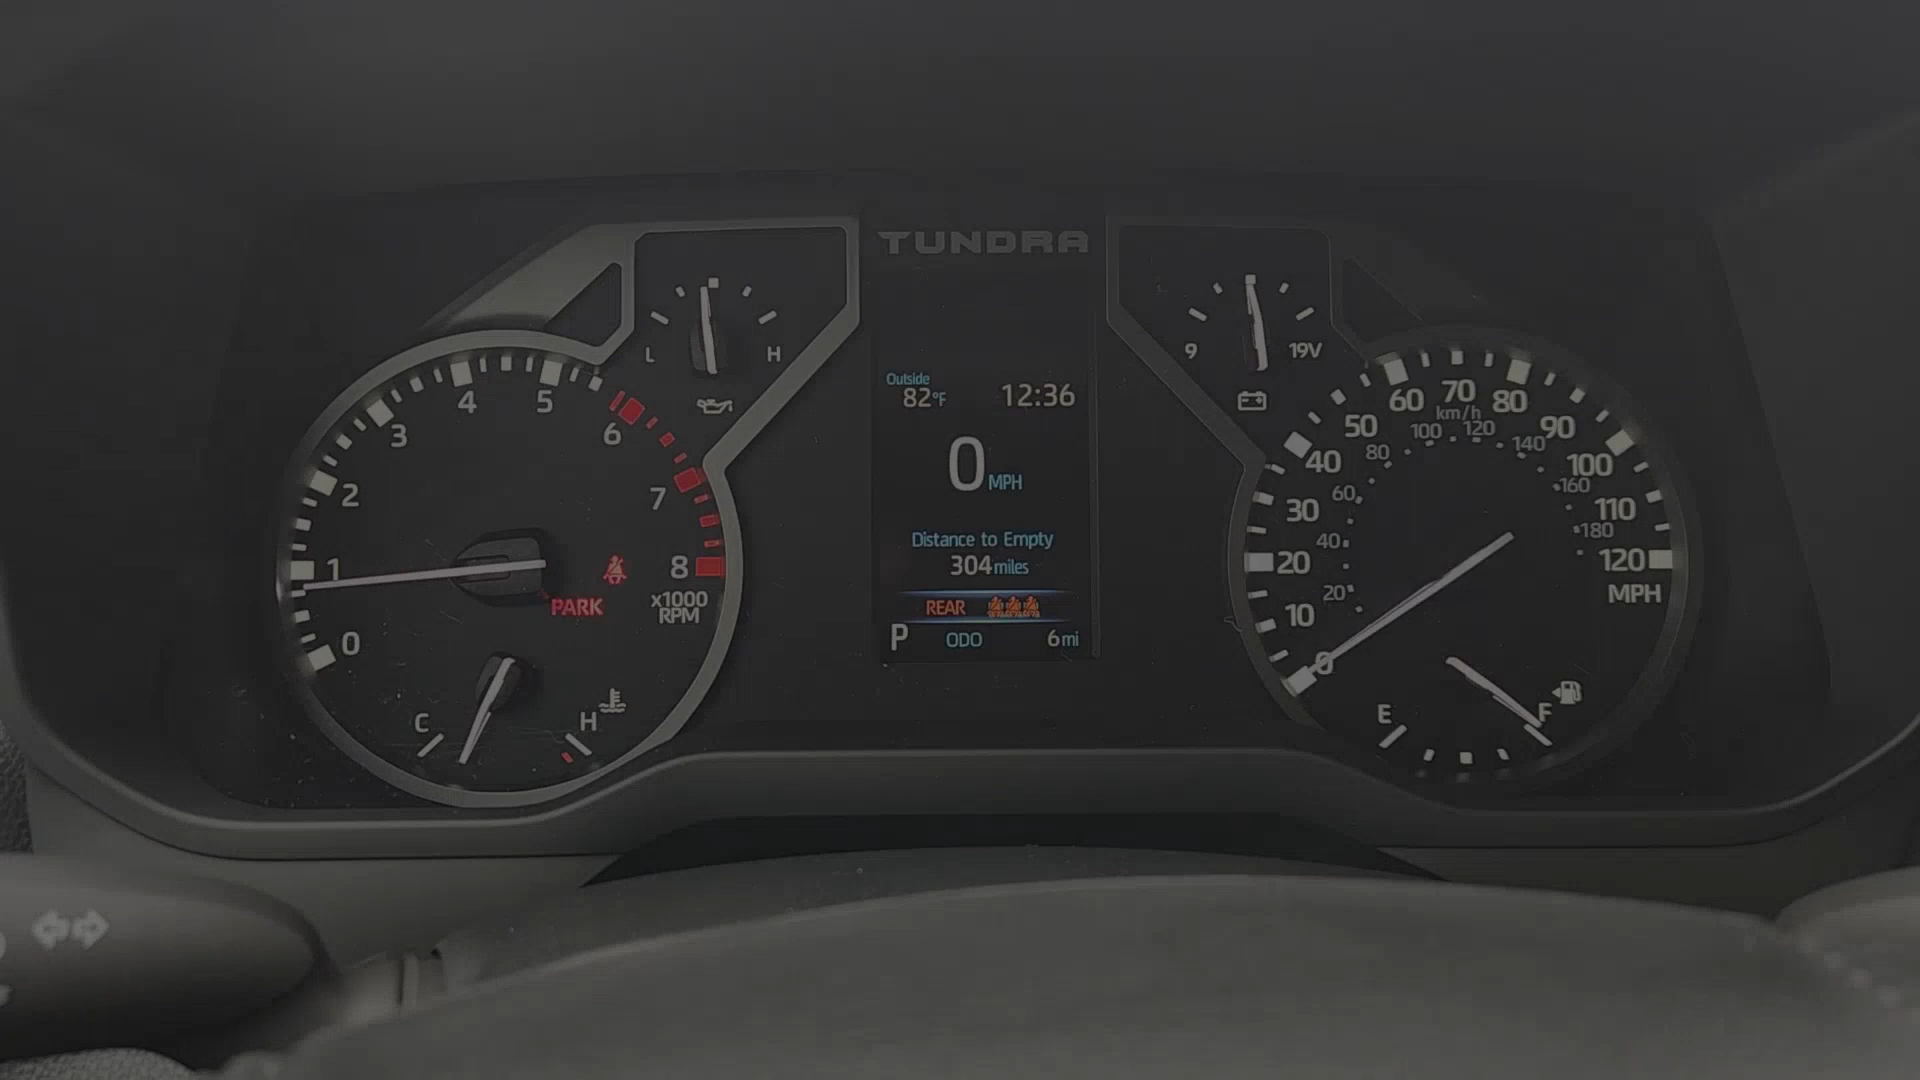 TUNDRA
L H
9 19V
Outside
82°F 12:36
0 MPH
Distance to Empty
304 miles
REAR
P ODO 6 mi
0 1 2 3 4 5 6 7 8
x1000
RPM
PARK
C H
0 10 20 30 40 50 60 70 80 90 100 110 120
MPH
km/h
20 40 60 80 100 120 140 160 180
E F